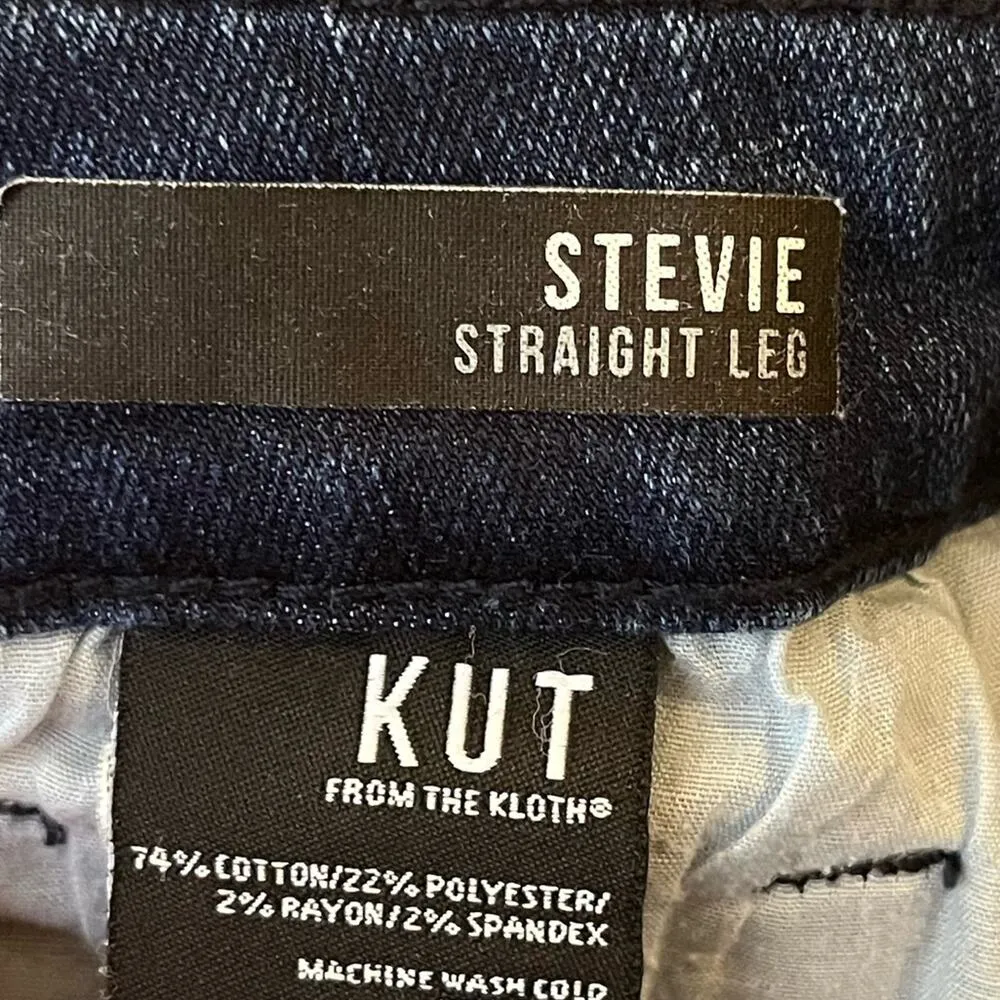 STEVIE
STRAIGHT LEG
KUT
FROM THE KLOTH®
74% COTTON/22% POLYESTER/
2% RAYON/2% SPANDEX
MACHINE WASH COLD